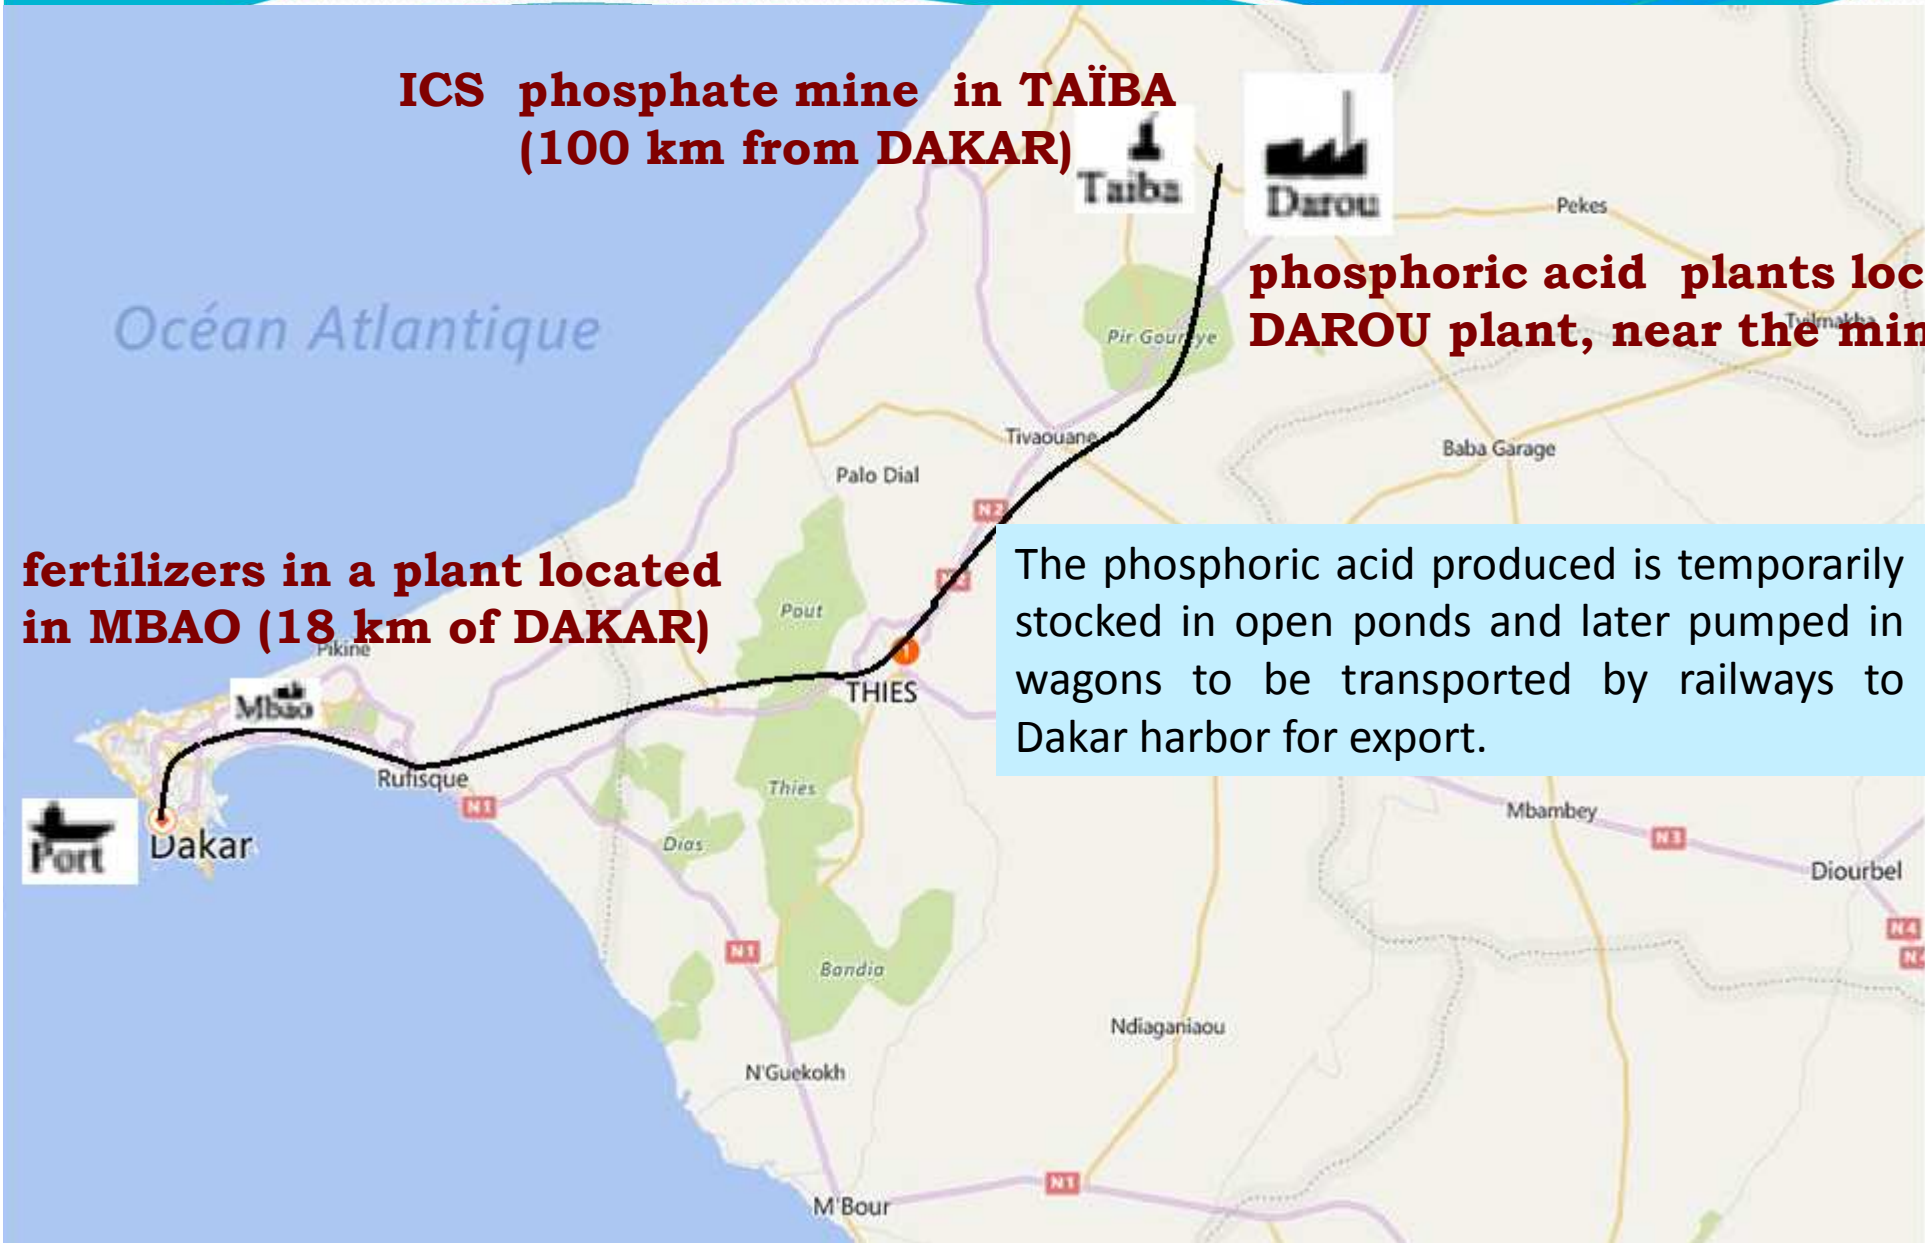 ICS phosphate mine in TAÏBA
(100 km from DAKAR)
Taiba
Darou
Pekes
phosphoric acid plants loc
DAROU plant, near the min
Océan Atlantique
Pir Goureye
Tivaouane
Baba Garage
Palo Dial
N2
fertilizers in a plant located
in MBAO (18 km of DAKAR)
The phosphoric acid produced is temporarily
stocked in open ponds and later pumped in
wagons to be transported by railways to
Dakar harbor for export.
Pout
Pikine
THIES
Mbao
Rufisque
N1
Thies
Port
Dakar
Dias
Mbambey
N3
Diourbel
N4
N1
Bandia
Ndiaganiaou
N'Guekokh
N1
M'Bour